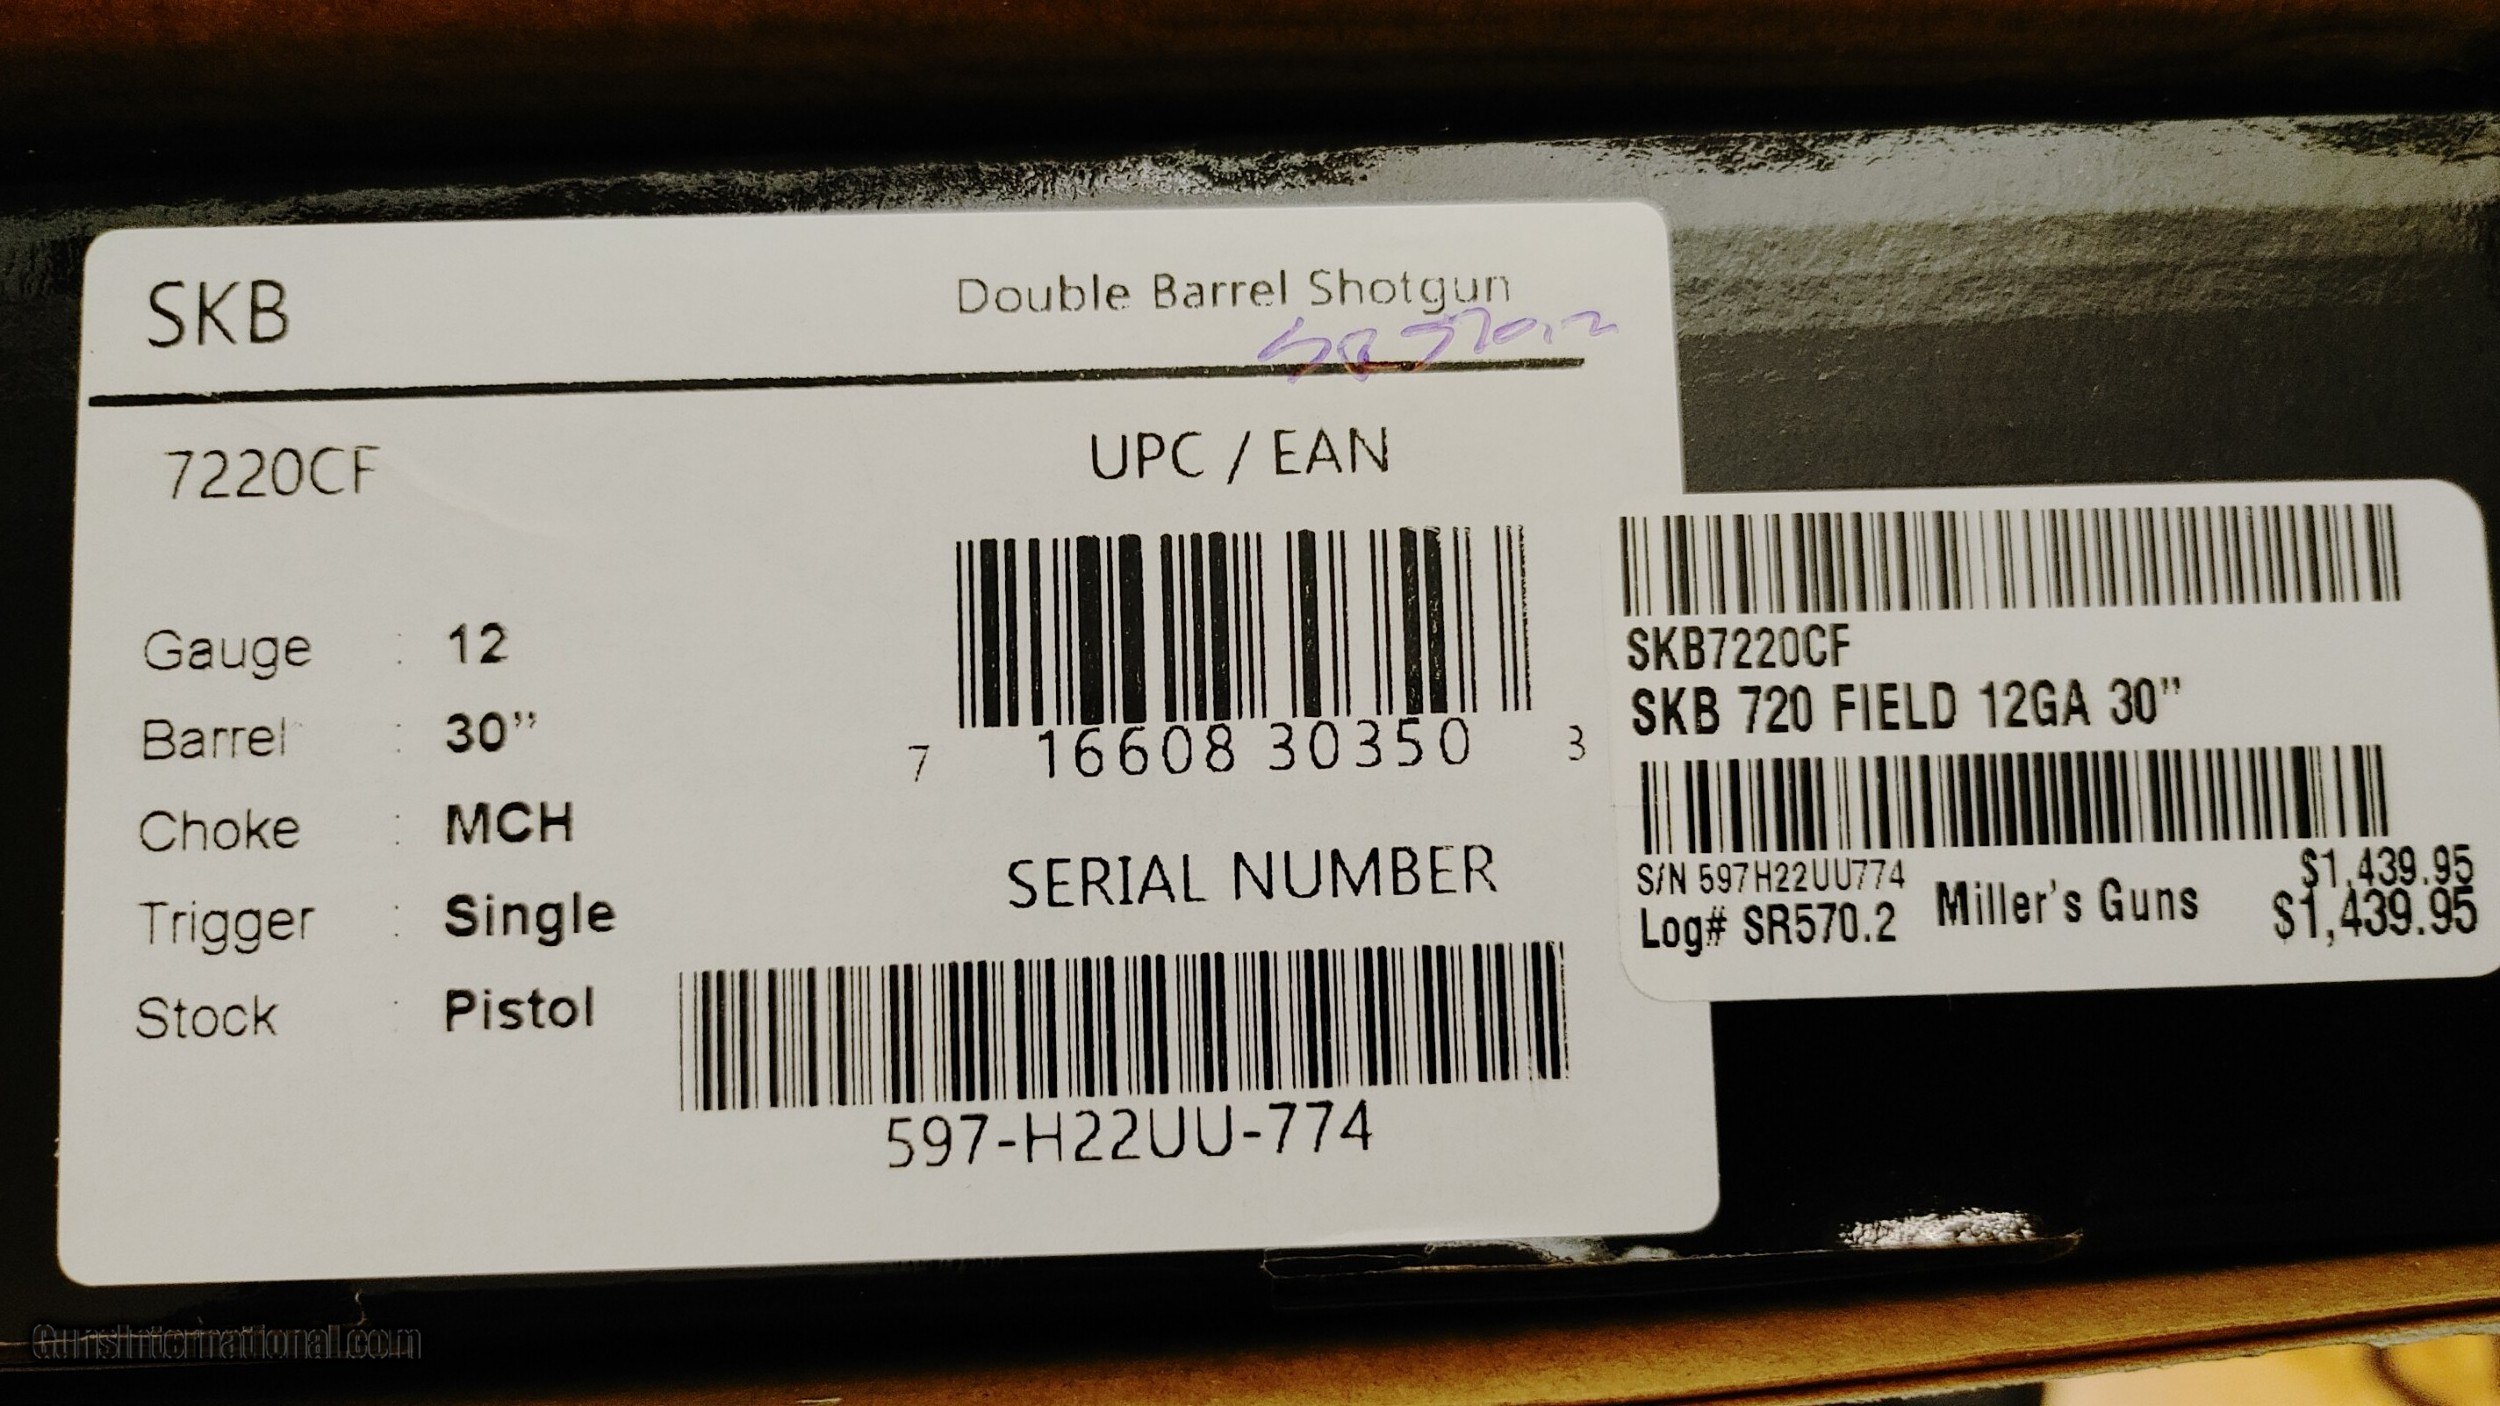 SKB
Double Barrel Shotgun
7220CF
Gauge : 12
Barrel : 30”
Choke : MCH
Trigger : Single
Stock : Pistol
UPC / EAN
7 16608 30350 3
SERIAL NUMBER
597-H22UU-774
SKB7220CF
SKB 720 FIELD 12GA 30”
S/N 597H22UU774
$1,439.95
Log# SR570.2 Miller's Guns $1,439.95
GunsInternational.com